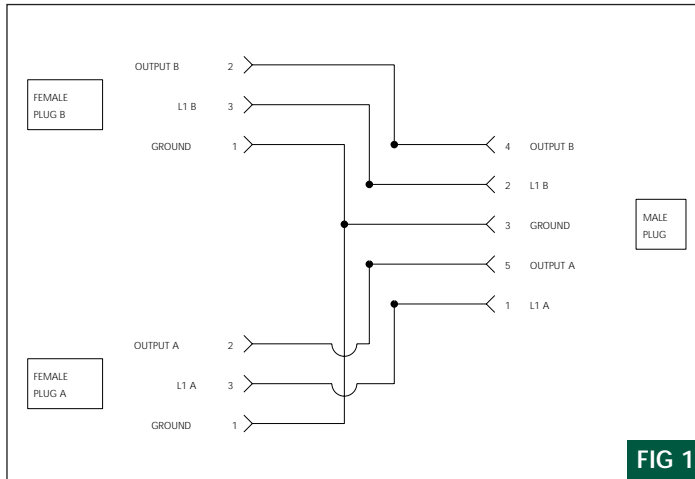 OUTPUT B 2
FEMALE
PLUG B
L1 B 3
GROUND 1
4 OUTPUT B
2 L1 B
3 GROUND
MALE
PLUG
5 OUTPUT A
1 L1 A
OUTPUT A 2
FEMALE
PLUG A
L1 A 3
GROUND 1
FIG 1